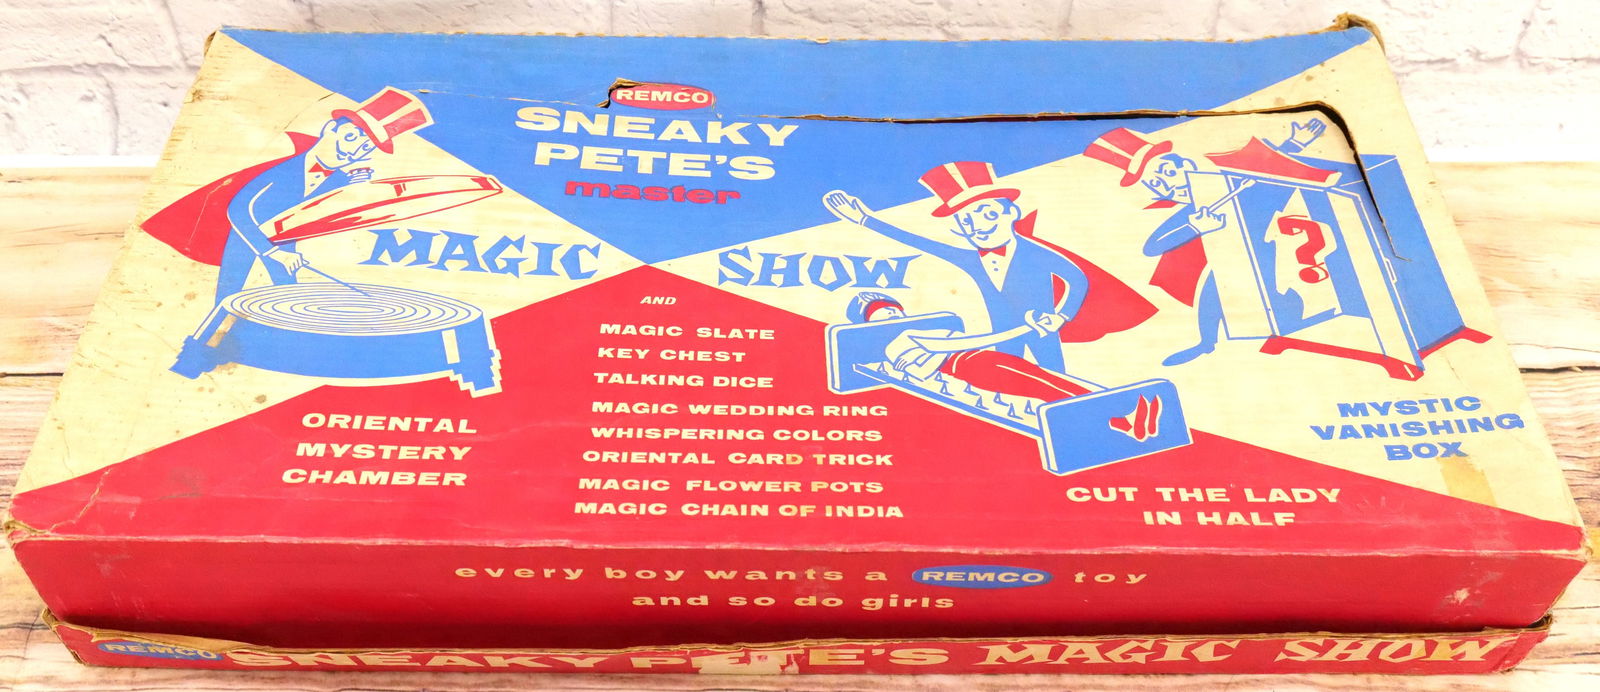 REMCO
SNEAKY
PETE'S
master
MAGIC SHOW
AND
MAGIC SLATE
KEY CHEST
TALKING DICE
MAGIC WEDDING RING
WHISPERING COLORS
ORIENTAL CARD TRICK
MAGIC FLOWER POTS
MAGIC CHAIN OF INDIA
ORIENTAL
MYSTERY
CHAMBER
CUT THE LADY
IN HALF
?
MYSTIC
VANISHING
BOX
every boy wants a REMCO toy
and so do girls
REMCO SNEAKY PETE'S MAGIC SHOW